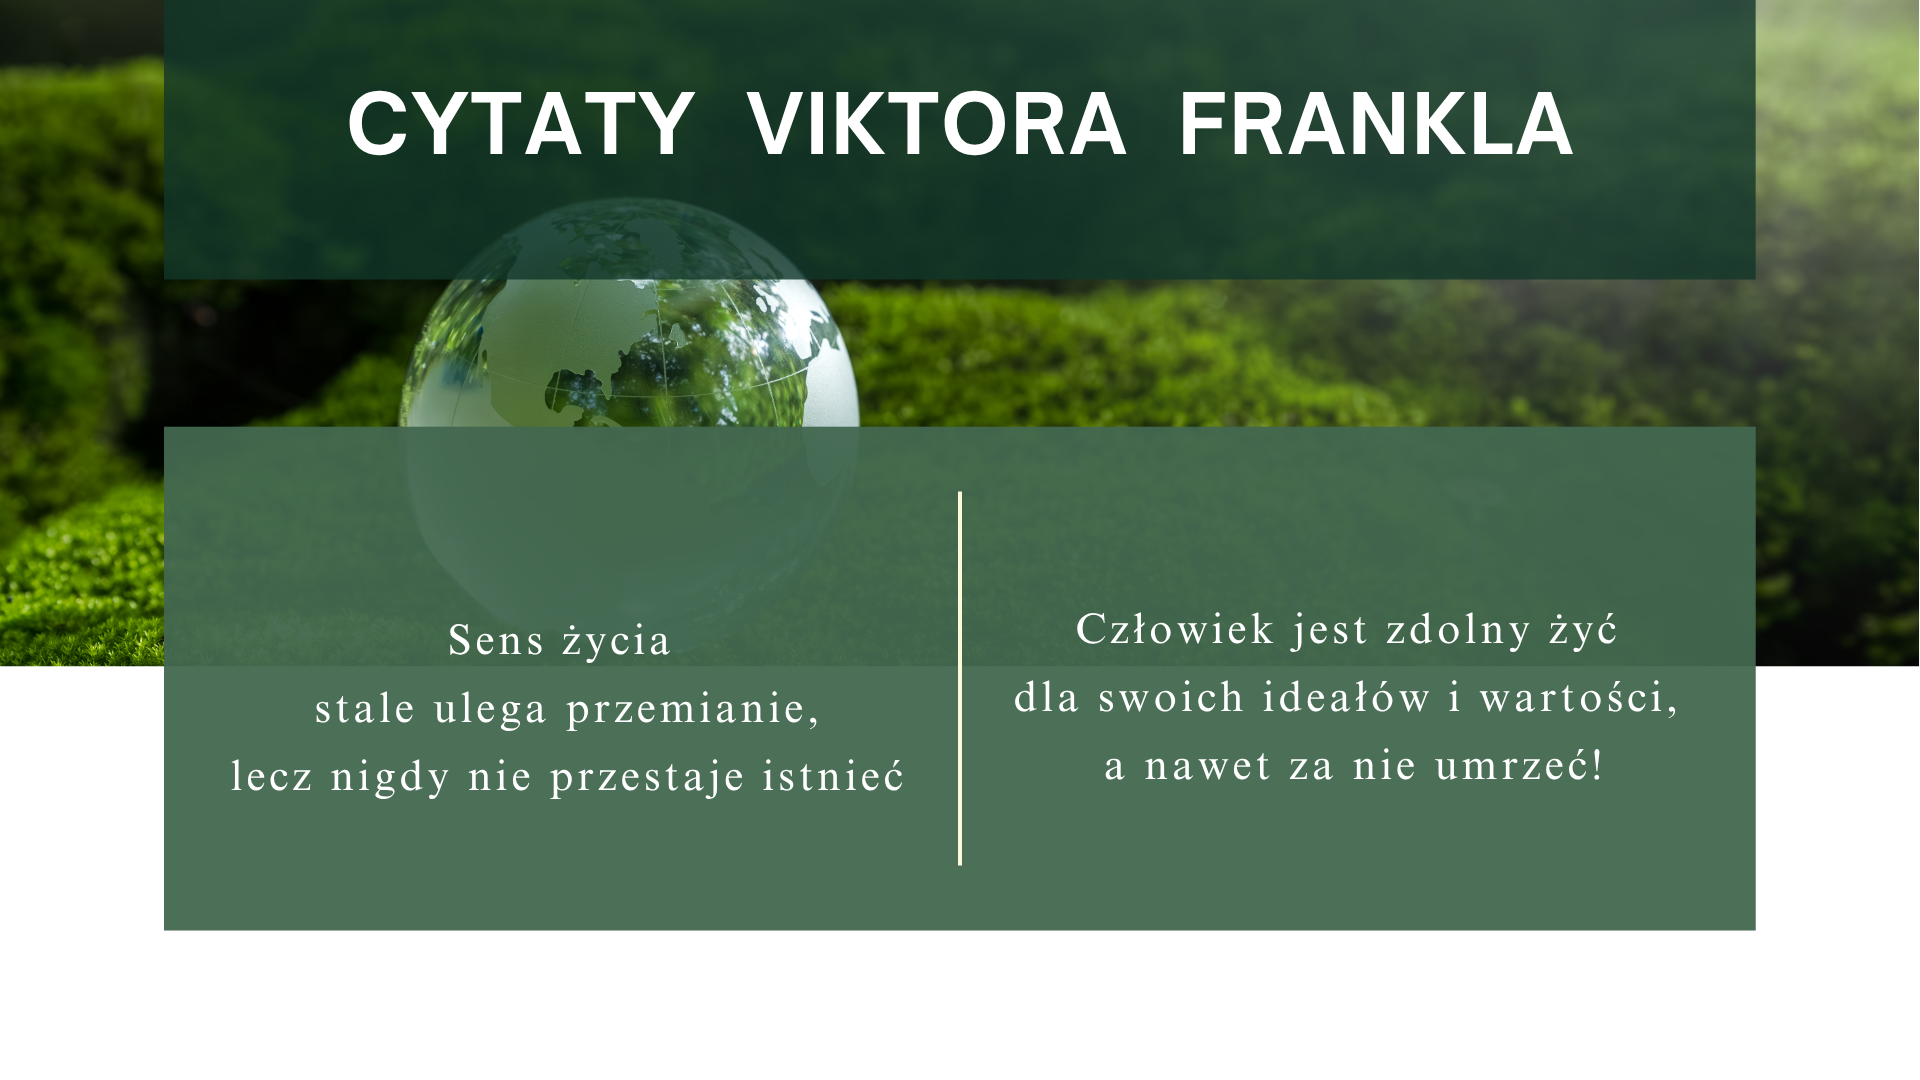 CYTATY VIKTORA FRANKLA
Sens życia
stale ulega przemianie,
lecz nigdy nie przestaje istnieć
Człowiek jest zdolny żyć
dla swoich ideałów i wartości,
a nawet za nie umrzeć!